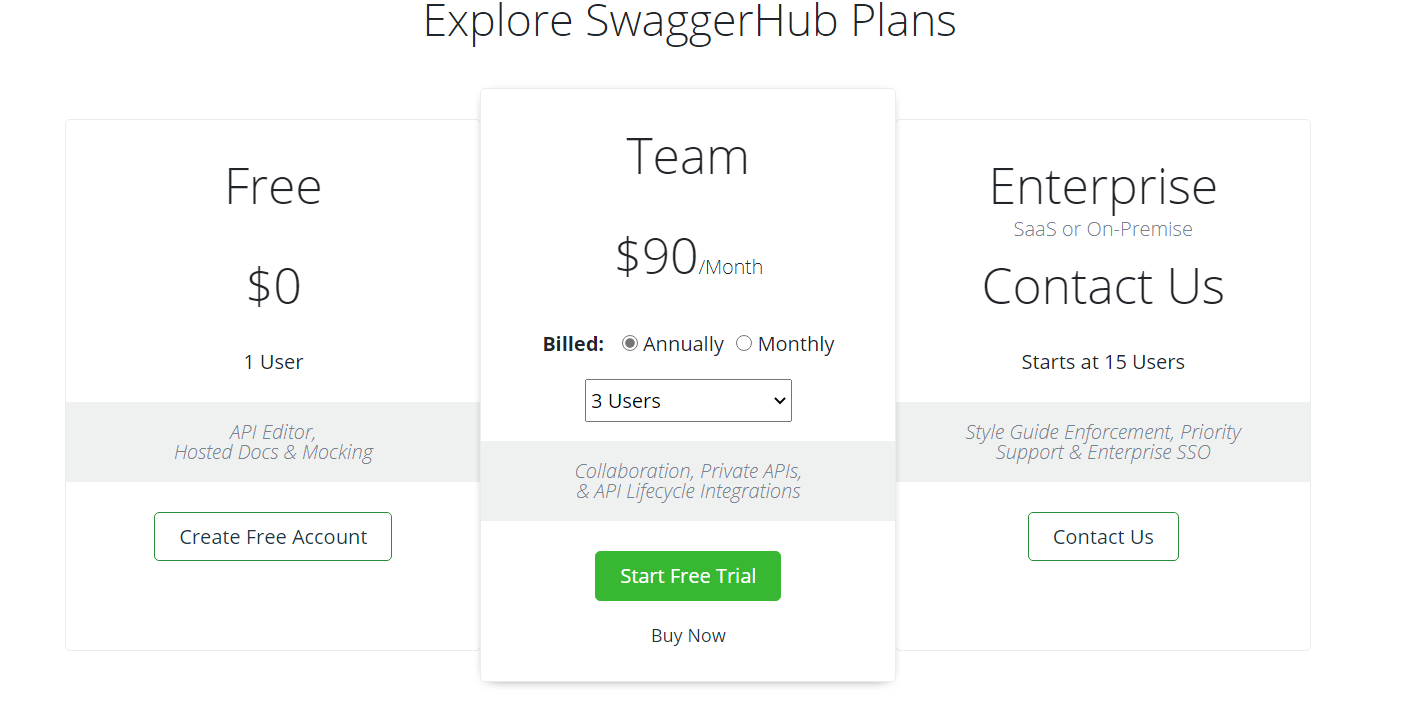 Explore SwaggerHub Plans
Free
$0
1 User
API Editor,
Hosted Docs & Mocking
Create Free Account
Team
$90/Month
Billed: Annually Monthly
3 Users
Collaboration, Private APIs,
& API Lifecycle Integrations
Start Free Trial
Buy Now
Enterprise
SaaS or On-Premise
Contact Us
Starts at 15 Users
Style Guide Enforcement, Priority
Support & Enterprise SSO
Contact Us